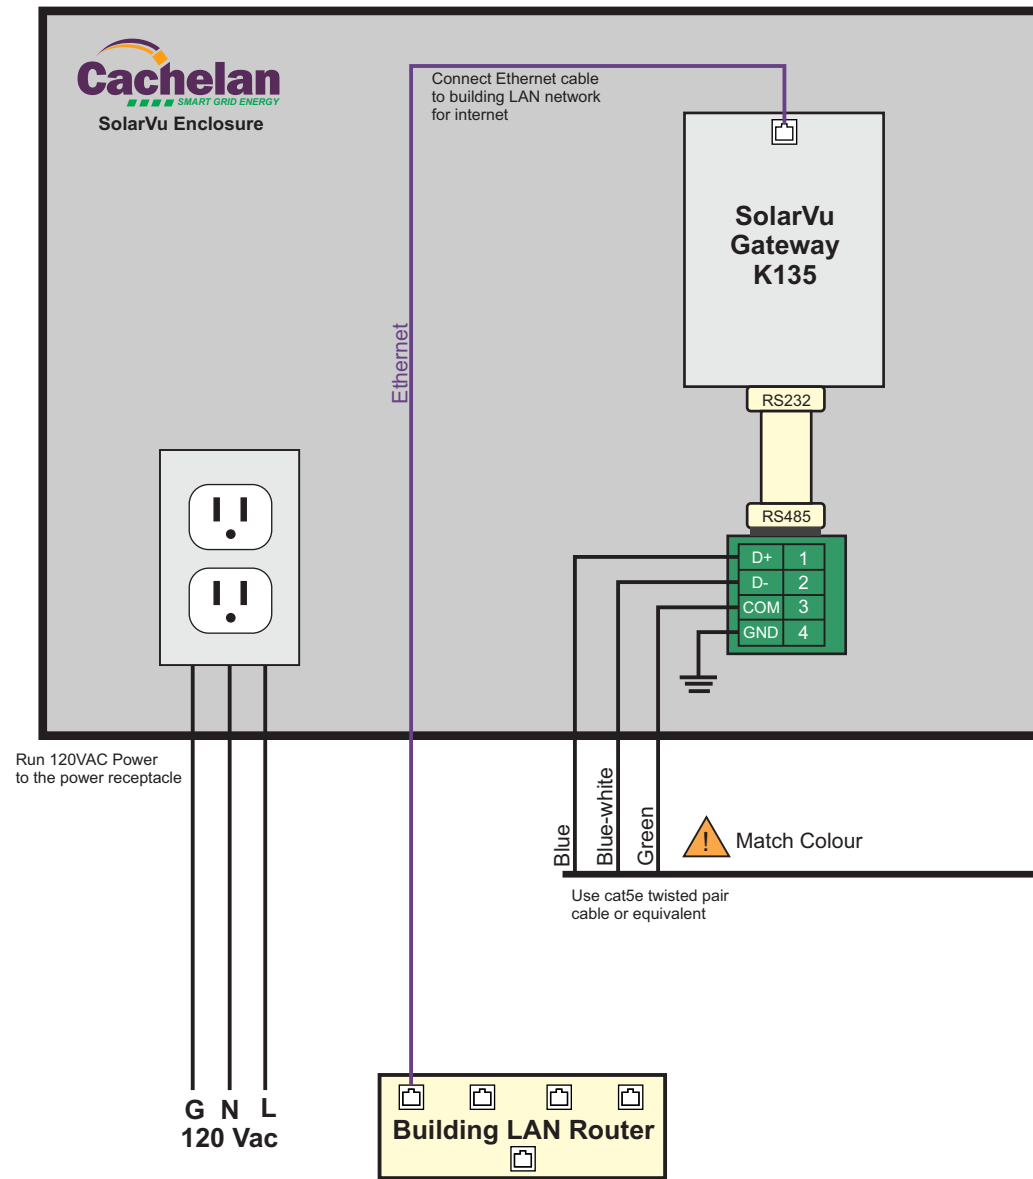 Cachelan
SMART GRID ENERGY
SolarVu Enclosure
Connect Ethernet cable
to building LAN network
for internet
SolarVu
Gateway
K135
Ethernet
RS232
RS485
D+ 1
D- 2
COM 3
GND 4
Run 120VAC Power
to the power receptacle
Blue
Blue-white
Green
! Match Colour
Use cat5e twisted pair
cable or equivalent
G N L
120 Vac
Building LAN Router